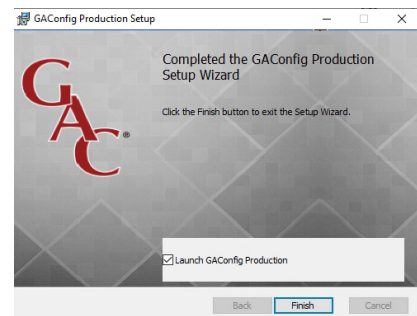 GAConfig Production Setup
Completed the GAConfig Production
Setup Wizard
Click the Finish button to exit the Setup Wizard.
GAC®
Launch GAConfig Production
Back Finish Cancel